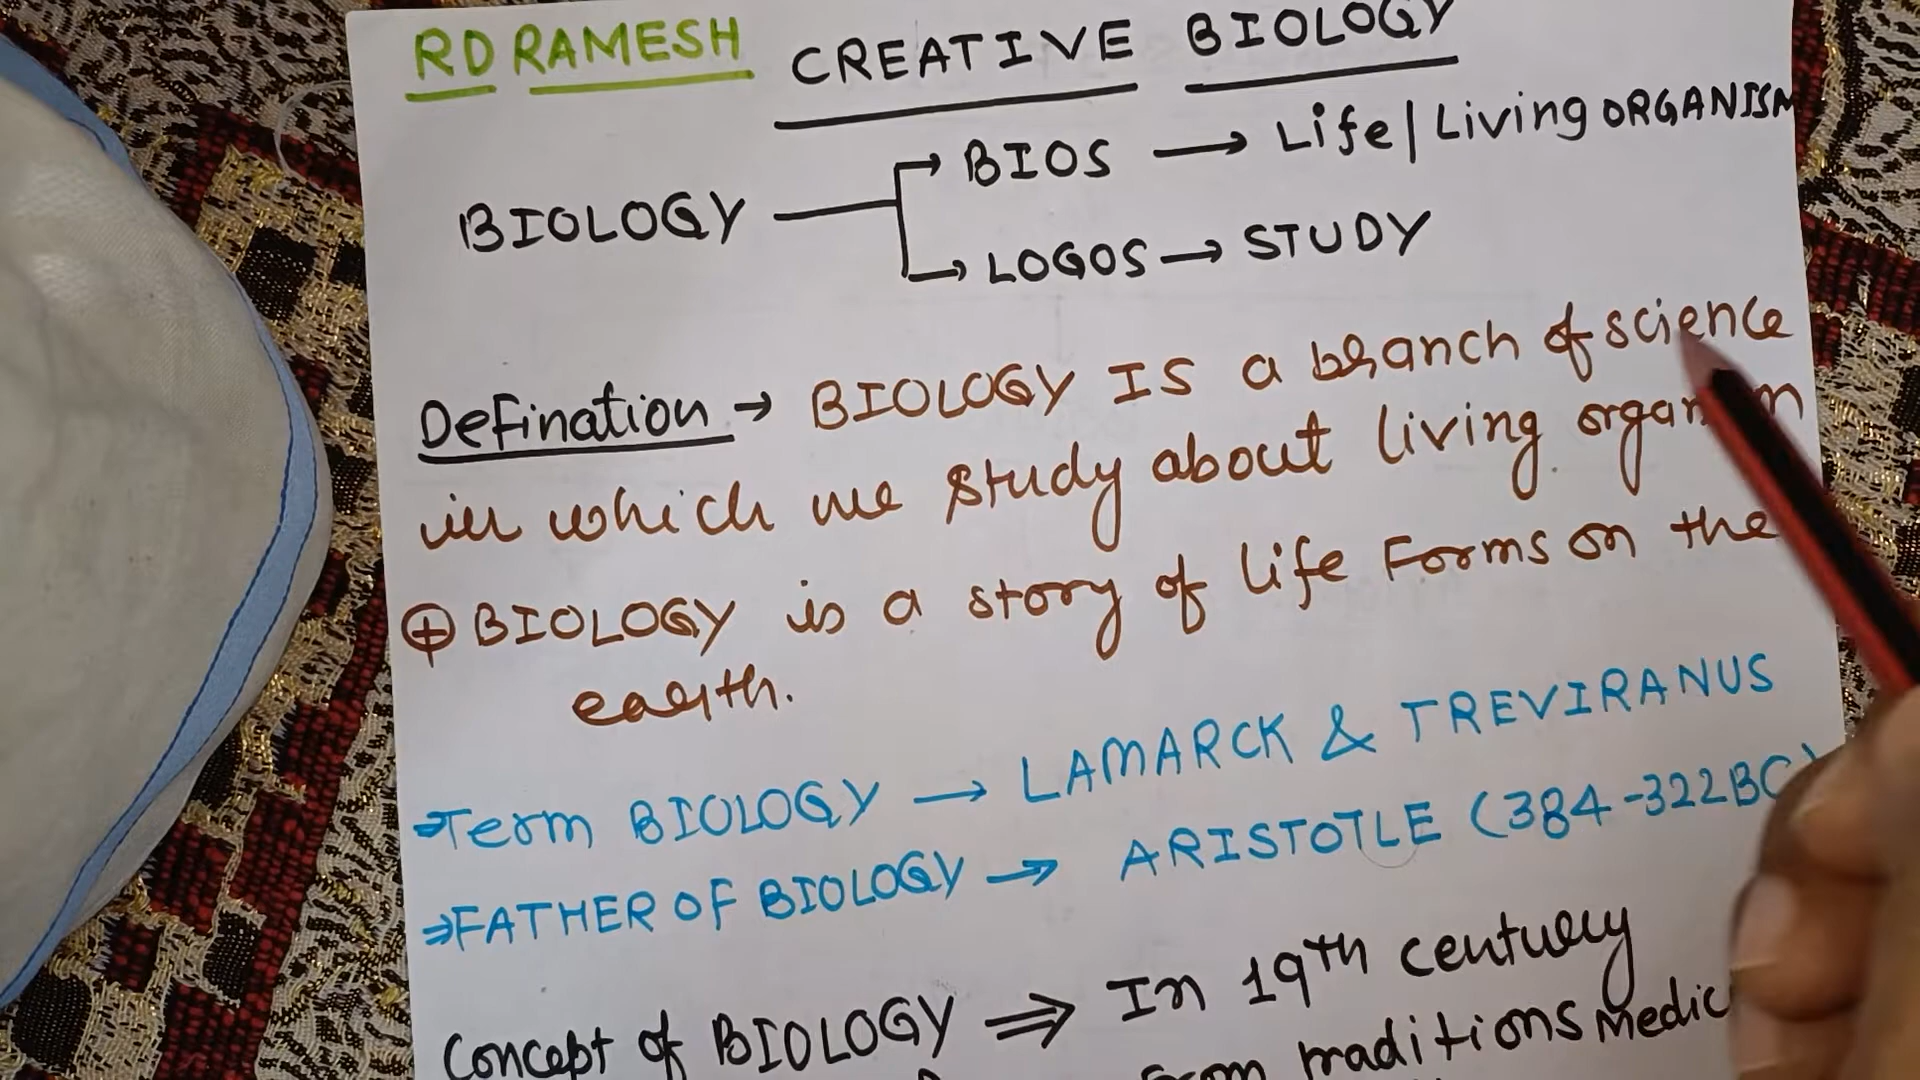 RD RAMESH CREATIVE BIOLOGY
BIOLOGY → BIOS → Life | Living ORGANISM
→ LOGOS → STUDY
Defination → BIOLOGY IS a branch of science
in which we study about living organism
⊕ BIOLOGY is a story of life Forms on the
earth.
⇒ Term BIOLOGY → LAMARCK & TREVIRANUS
⇒ FATHER OF BIOLOGY → ARISTOTLE (384-322BC)
Concept of BIOLOGY ⇒ In 19TH century
From traditions Medic